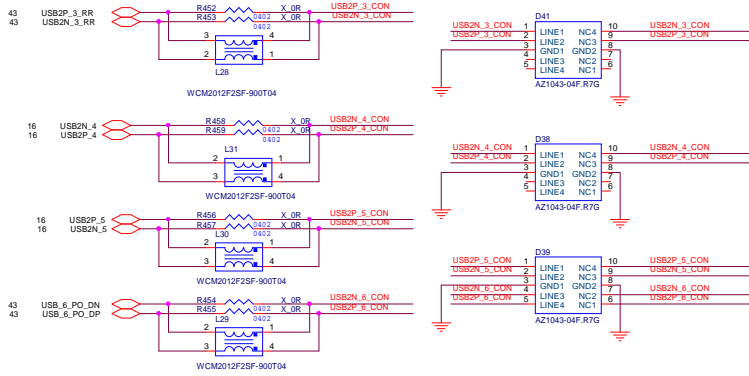 43 USB2P_3_RR R452 X_0R USB2P_3_CON
43 USB2N_3_RR R453 0402 X_0R USB2N_3_CON
0402
3 4
2 1
L28
WCM2012F2SF-900T04
16 USB2N_4 R458 X_0R USB2N_4_CON
16 USB2P_4 R459 0402 X_0R USB2P_4_CON
L31 0402
2 1
3 4
WCM2012F2SF-900T04
16 USB2P_5 R456 X_0R USB2P_5_CON
16 USB2N_5 R457 0402 X_0R USB2N_5_CON
L30 0402
2 1
3 4
WCM2012F2SF-900T04
43 USB_6_PO_DN R454 X_0R USB2N_6_CON
43 USB_6_PO_DP R455 0402 X_0R USB2P_6_CON
L29 0402
2 1
3 4
WCM2012F2SF-900T04
D41
USB2N_3_CON 1 LINE1 NC4 10 USB2N_3_CON
USB2P_3_CON 2 LINE2 NC3 9 USB2P_3_CON
3 GND1 GND2 8
4 LINE3 NC2 7
5 LINE4 NC1 6
AZ1043-04F.R7G
D38
USB2N_4_CON 1 LINE1 NC4 10 USB2N_4_CON
USB2P_4_CON 2 LINE2 NC3 9 USB2P_4_CON
3 GND1 GND2 8
4 LINE3 NC2 7
5 LINE4 NC1 6
AZ1043-04F.R7G
D39
USB2P_5_CON 1 LINE1 NC4 10 USB2P_5_CON
USB2N_5_CON 2 LINE2 NC3 9 USB2N_5_CON
3 GND1 GND2 8
USB2N_6_CON 4 LINE3 NC2 7 USB2N_6_CON
USB2P_6_CON 5 LINE4 NC1 6 USB2P_6_CON
AZ1043-04F.R7G